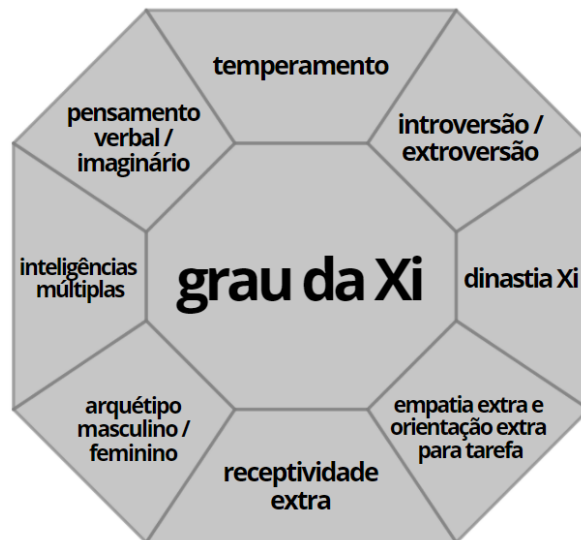 temperamento
pensamento
verbal /
imaginário
introversão /
extroversão
inteligências
múltiplas
grau da Xi
dinastia Xi
arquétipo
masculino /
feminino
empatia extra e
orientação extra
para tarefa
receptividade
extra